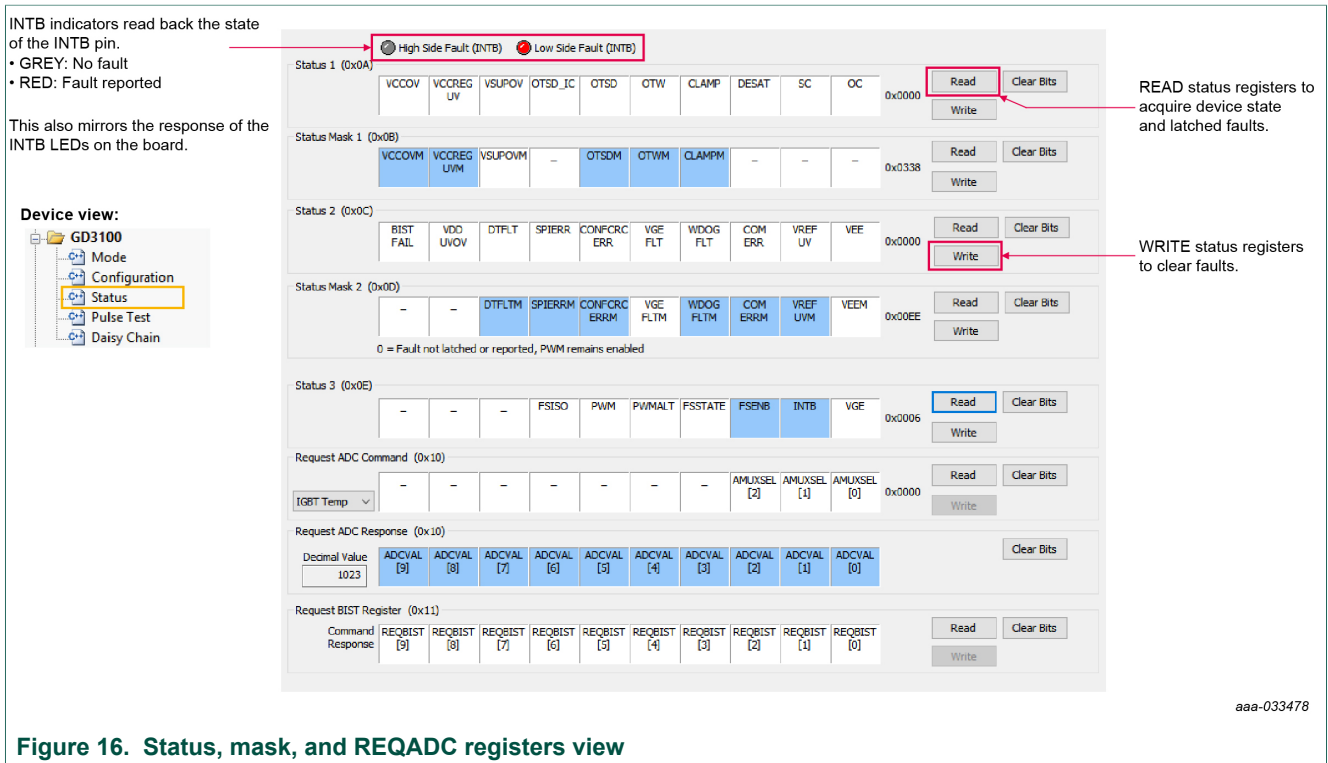 INTB indicators read back the state
of the INTB pin.
• GREY: No fault
• RED: Fault reported
This also mirrors the response of the
INTB LEDs on the board.
Device view:
GD3100
Mode
Configuration
Status
Pulse Test
Daisy Chain
High Side Fault (INTB) Low Side Fault (INTB)
Status 1 (0x0A)
VCCOV VCCREG UV VSUPOV OTSD_IC OTSD OTW CLAMP DESAT SC OC
0x0000
Read Clear Bits
Write
Status Mask 1 (0x0B)
VCCOVM VCCREG UVM VSUPOVM _ OTSDM OTWM CLAMPM – – –
0x0338
Read Clear Bits
Write
Status 2 (0x0C)
BIST FAIL VDD UVOV DTFLT SPIERR CONFCRC ERR VGE FLT WDOG FLT COM ERR VREF UV VEE
0x0000
Read Clear Bits
Write
Status Mask 2 (0x0D)
– – DTFLTM SPIERRM CONFCRC ERRM VGE FLTM WDOG FLTM COM ERRM VREF UVM VEEM
0x00EE
Read Clear Bits
Write
0 = Fault not latched or reported, PWM remains enabled
Status 3 (0x0E)
– – – FSISO PWM PWMALT FSSTATE FSENB INTB VGE
0x0006
Read Clear Bits
Write
Request ADC Command (0x10)
IGBT Temp
– – – – – – – AMUXSEL [2] AMUXSEL [1] AMUXSEL [0]
0x0000
Read Clear Bits
Write
Request ADC Response (0x10)
Decimal Value
1023
ADCVAL [9] ADCVAL [8] ADCVAL [7] ADCVAL [6] ADCVAL [5] ADCVAL [4] ADCVAL [3] ADCVAL [2] ADCVAL [1] ADCVAL [0]
Clear Bits
Request BIST Register (0x11)
Command
Response
REQBIST [9] REQBIST [8] REQBIST [7] REQBIST [6] REQBIST [5] REQBIST [4] REQBIST [3] REQBIST [2] REQBIST [1] REQBIST [0]
Read Clear Bits
Write
READ status registers to
acquire device state
and latched faults.
WRITE status registers
to clear faults.
aaa-033478
Figure 16. Status, mask, and REQADC registers view